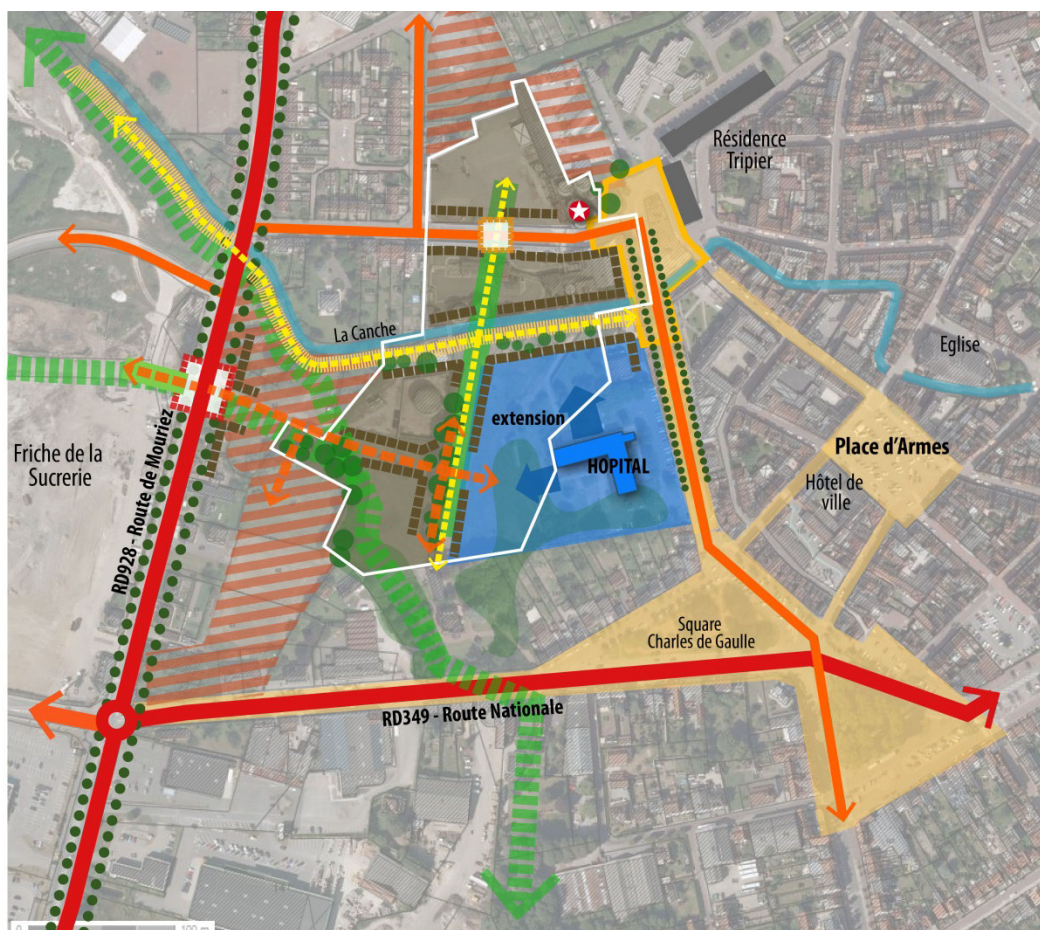 Résidence
Tripier
La Canche
Eglise
extension
HOPITAL
Place d'Armes
Hôtel de
ville
Friche de la
Sucrerie
RD928 - Route de Mouriez
Square
Charles de Gaulle
RD349 - Route Nationale
0 100 m